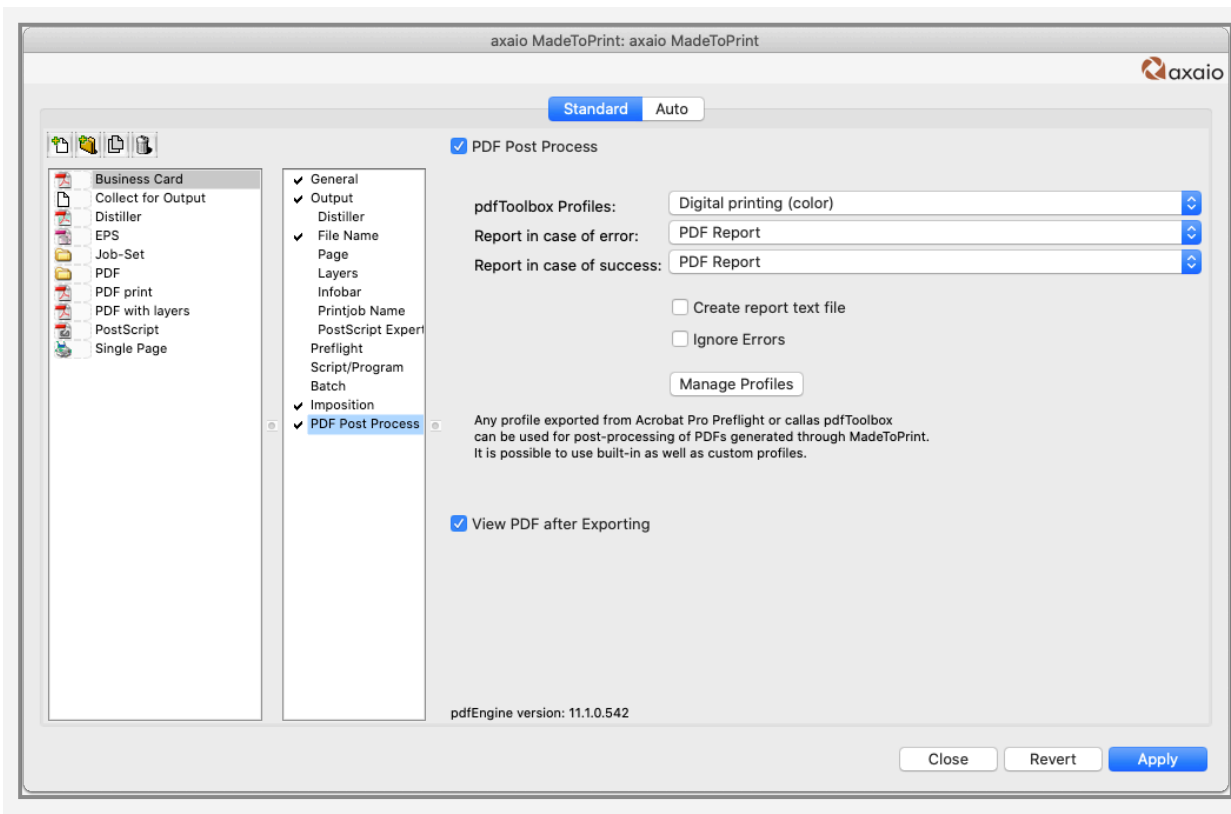 axaio MadeToPrint: axaio MadeToPrint
axaio
Standard Auto
PDF Post Process
Business Card
Collect for Output
Distiller
EPS
Job-Set
PDF
PDF print
PDF with layers
PostScript
Single Page
General
Output
Distiller
File Name
Page
Layers
Infobar
Printjob Name
PostScript Expert
Preflight
Script/Program
Batch
Imposition
PDF Post Process
pdfToolbox Profiles: Digital printing (color)
Report in case of error: PDF Report
Report in case of success: PDF Report
Create report text file
Ignore Errors
Manage Profiles
Any profile exported from Acrobat Pro Preflight or callas pdfToolbox
can be used for post-processing of PDFs generated through MadeToPrint.
It is possible to use built-in as well as custom profiles.
View PDF after Exporting
pdfEngine version: 11.1.0.542
Close Revert Apply